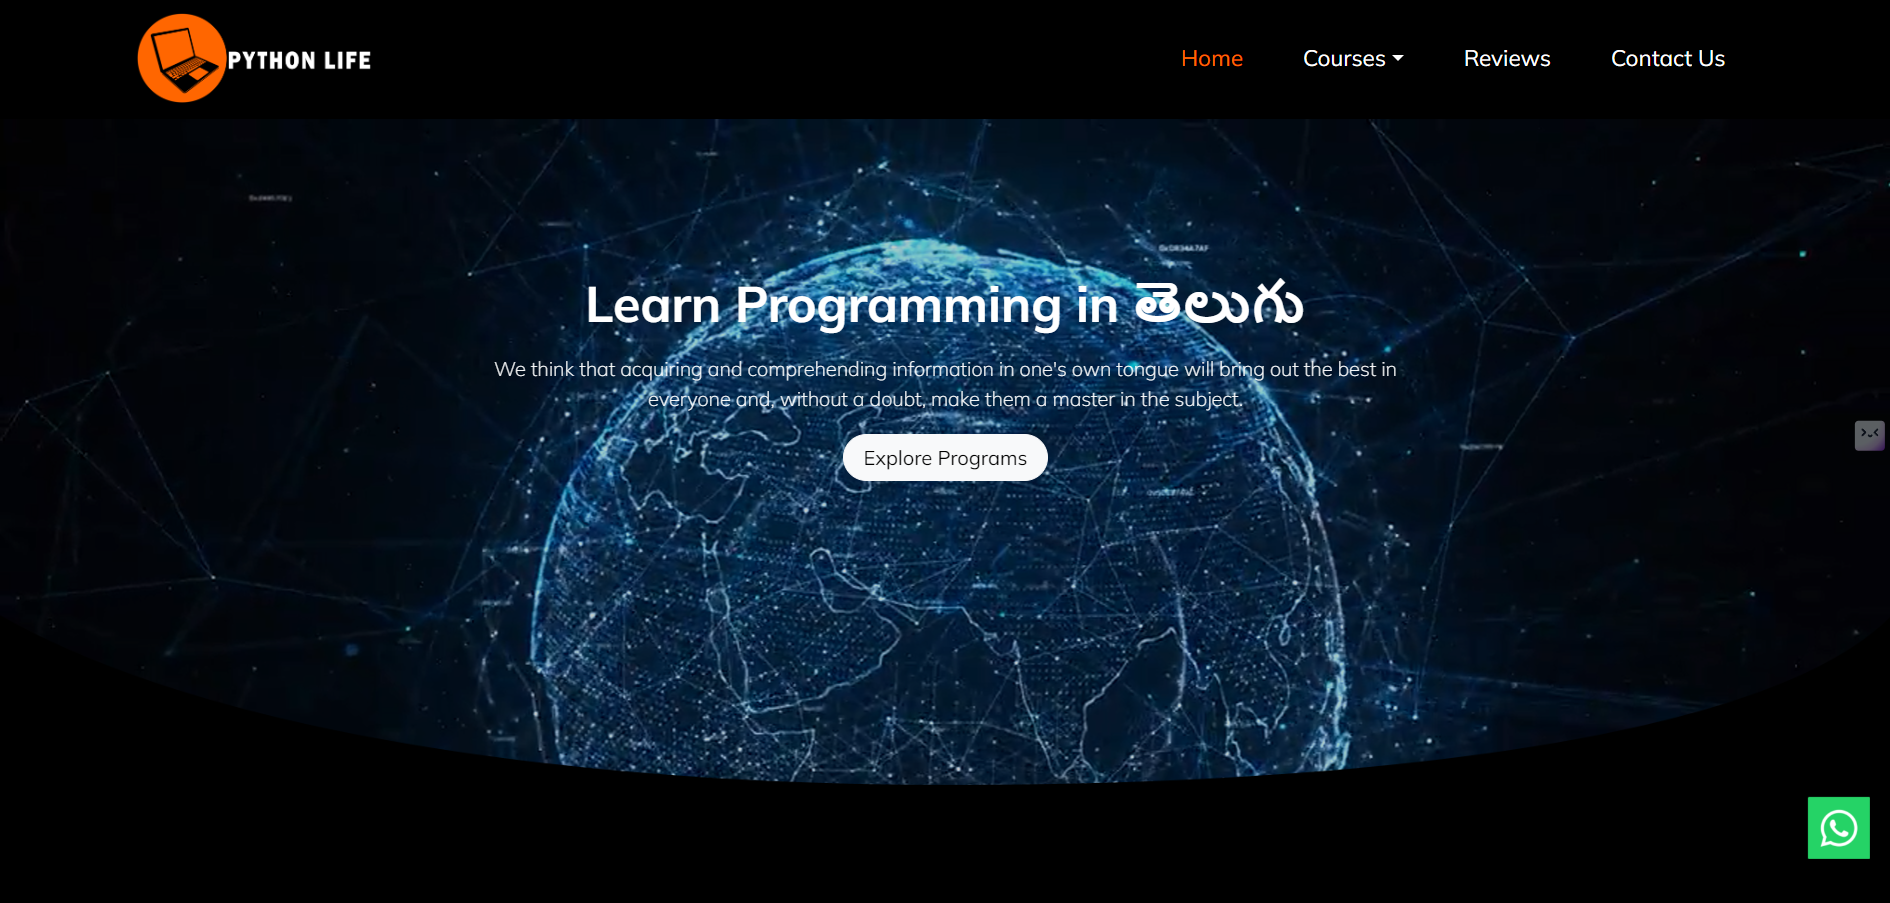 PYTHON LIFE
Home
Courses
Reviews
Contact Us
Learn Programming in తెలుగు
We think that acquiring and comprehending information in one's own tongue will bring out the best in
everyone and, without a doubt, make them a master in the subject.
Explore Programs